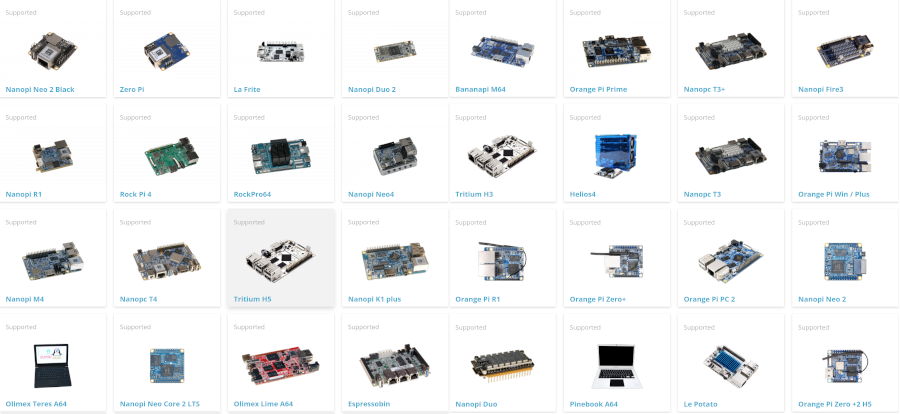 Supported Supported Supported Supported Supported Supported Supported Supported
Nanopi Neo 2 Black Zero Pi La Frite Nanopi Duo 2 Bananapi M64 Orange Pi Prime Nanopc T3+ Nanopi Fire3
Supported Supported Supported Supported Supported Supported Supported Supported
Nanopi R1 Rock Pi 4 RockPro64 Nanopi Neo4 Tritium H3 Helios4 Nanopc T3 Orange Pi Win / Plus
Supported Supported Supported Supported Supported Supported Supported Supported
Nanopi M4 Nanopc T4 Tritium H5 Nanopi K1 plus Orange Pi R1 Orange Pi Zero+ Orange Pi PC 2 Nanopi Neo 2
Supported Supported Supported Supported Supported Supported Supported Supported
Olimex Teres A64 Nanopi Neo Core 2 LTS Olimex Lime A64 Espressobin Nanopi Duo Pinebook A64 Le Potato Orange Pi Zero +2 H5